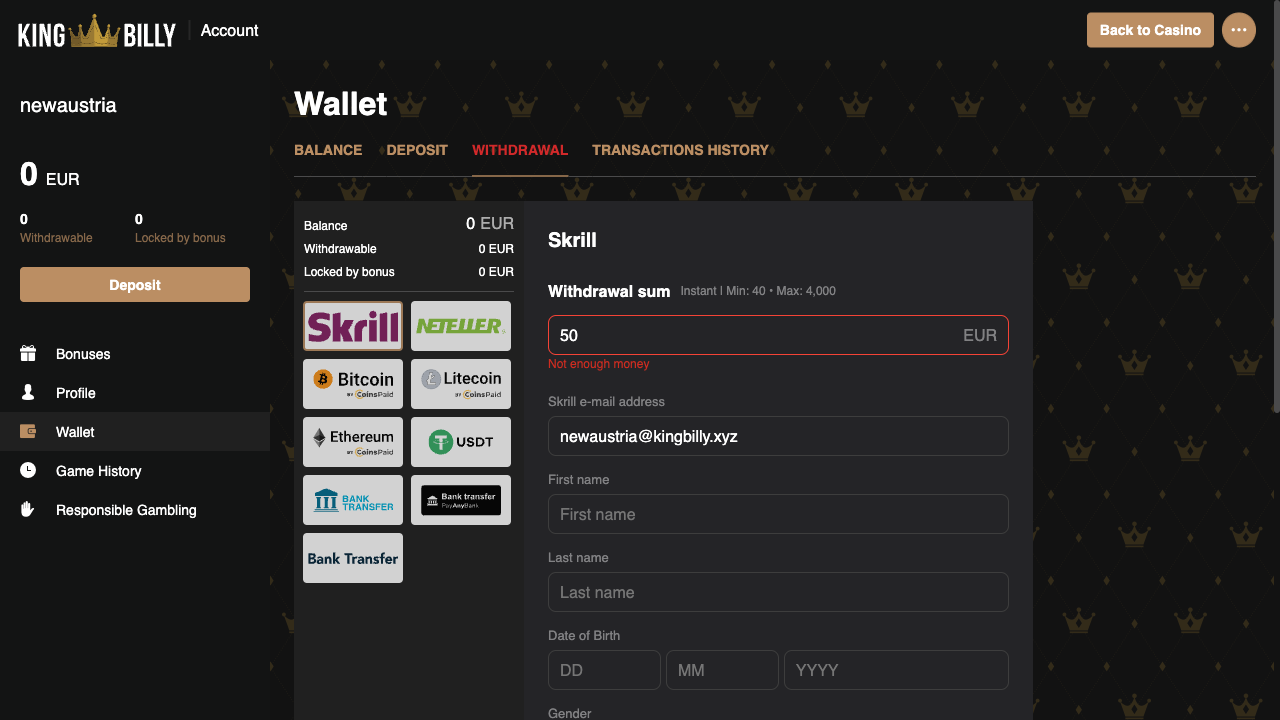 KING BILLY
Account
Back to Casino
newaustria
0 EUR
0
Withdrawable
0
Locked by bonus
Deposit
Bonuses
Profile
Wallet
Game History
Responsible Gambling
Wallet
BALANCE
DEPOSIT
WITHDRAWAL
TRANSACTIONS HISTORY
Balance 0 EUR
Withdrawable 0 EUR
Locked by bonus 0 EUR
Skrill
NETELLER
Bitcoin
BY CoinsPaid
Litecoin
BY CoinsPaid
Ethereum
BY CoinsPaid
USDT
BANK
TRANSFER
Bank transfer
PayAnyBank
Bank Transfer
Skrill
Withdrawal sum Instant | Min: 40 • Max: 4,000
50 EUR
Not enough money
Skrill e-mail address
newaustria@kingbilly.xyz
First name
First name
Last name
Last name
Date of Birth
DD MM YYYY
Gender